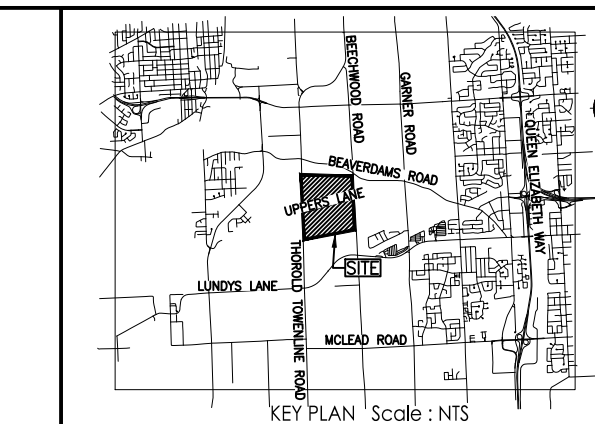 BEECHWOOD ROAD
GARNER ROAD
QUEEN ELIZABETH WAY
BEAVERDAMS ROAD
UPPERS LANE
SITE
LUNDYS LANE
THOROLD TOWENLINE ROAD
MCLEAD ROAD
KEY PLAN Scale : NTS